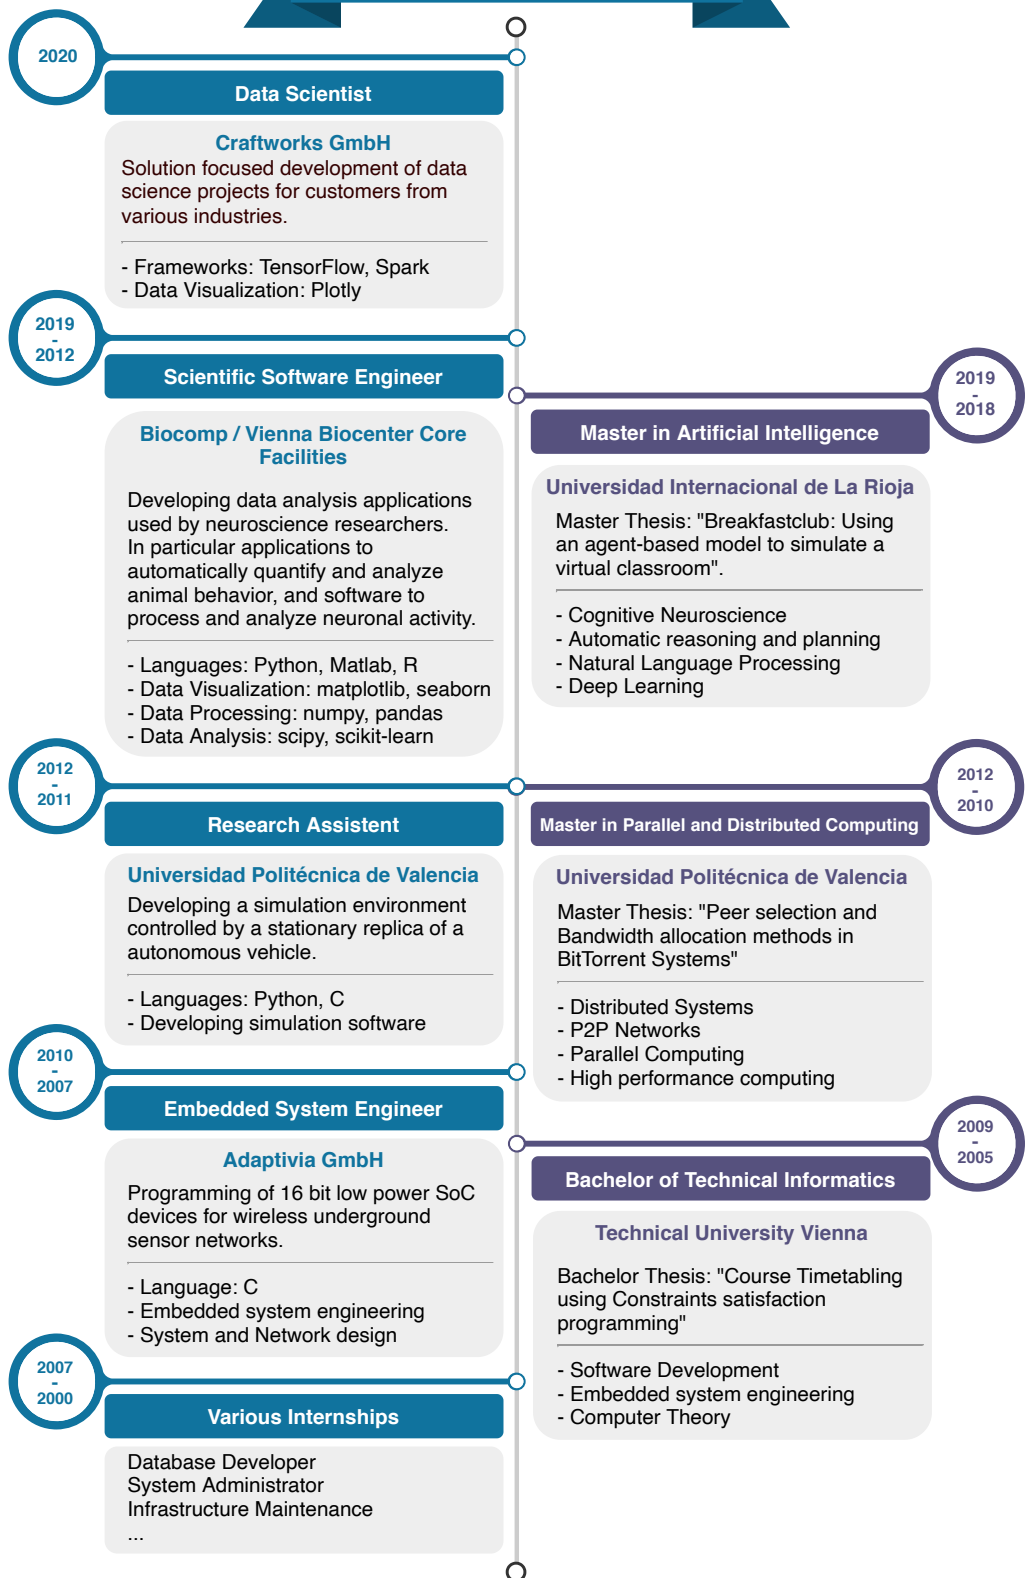 2020
Data Scientist
Craftworks GmbH
Solution focused development of data
science projects for customers from
various industries.
- Frameworks: TensorFlow, Spark
- Data Visualization: Plotly
2019
-
2012
Scientific Software Engineer
Biocomp / Vienna Biocenter Core
Facilities
Developing data analysis applications
used by neuroscience researchers.
In particular applications to
automatically quantify and analyze
animal behavior, and software to
process and analyze neuronal activity.
- Languages: Python, Matlab, R
- Data Visualization: matplotlib, seaborn
- Data Processing: numpy, pandas
- Data Analysis: scipy, scikit-learn
2019
-
2018
Master in Artificial Intelligence
Universidad Internacional de La Rioja
Master Thesis: "Breakfastclub: Using
an agent-based model to simulate a
virtual classroom".
- Cognitive Neuroscience
- Automatic reasoning and planning
- Natural Language Processing
- Deep Learning
2012
-
2011
Research Assistent
Universidad Politécnica de Valencia
Developing a simulation environment
controlled by a stationary replica of a
autonomous vehicle.
- Languages: Python, C
- Developing simulation software
2012
-
2010
Master in Parallel and Distributed Computing
Universidad Politécnica de Valencia
Master Thesis: "Peer selection and
Bandwidth allocation methods in
BitTorrent Systems"
- Distributed Systems
- P2P Networks
- Parallel Computing
- High performance computing
2010
-
2007
Embedded System Engineer
Adaptivia GmbH
Programming of 16 bit low power SoC
devices for wireless underground
sensor networks.
- Language: C
- Embedded system engineering
- System and Network design
2009
-
2005
Bachelor of Technical Informatics
Technical University Vienna
Bachelor Thesis: "Course Timetabling
using Constraints satisfaction
programming"
- Software Development
- Embedded system engineering
- Computer Theory
2007
-
2000
Various Internships
Database Developer
System Administrator
Infrastructure Maintenance
...